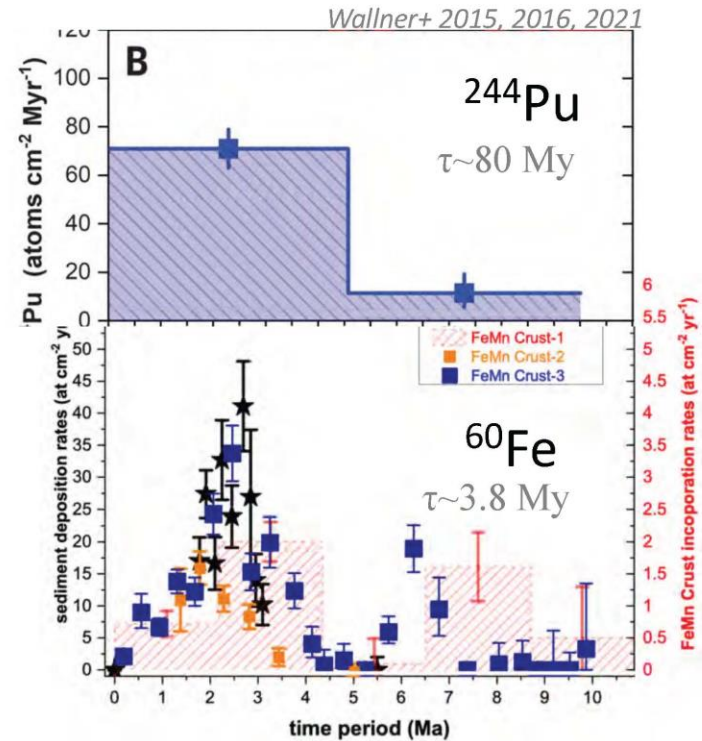 Wallner+ 2015, 2016, 2021
B
120
100
80
60
40
20
0
Pu (atoms cm⁻² Myr⁻¹)
²⁴⁴Pu
τ~80 My
6
5.5
FeMn Crust-1
FeMn Crust-2
FeMn Crust-3
50
45
40
35
30
25
20
15
10
5
0
sediment deposition rates (at cm⁻²
⁶⁰Fe
τ~3.8 My
5
4.5
4
3.5
3
2.5
2
1.5
1
0.5
0
FeMn Crust incoporation rates (at cm⁻² yr⁻¹)
0 1 2 3 4 5 6 7 8 9 10
time period (Ma)